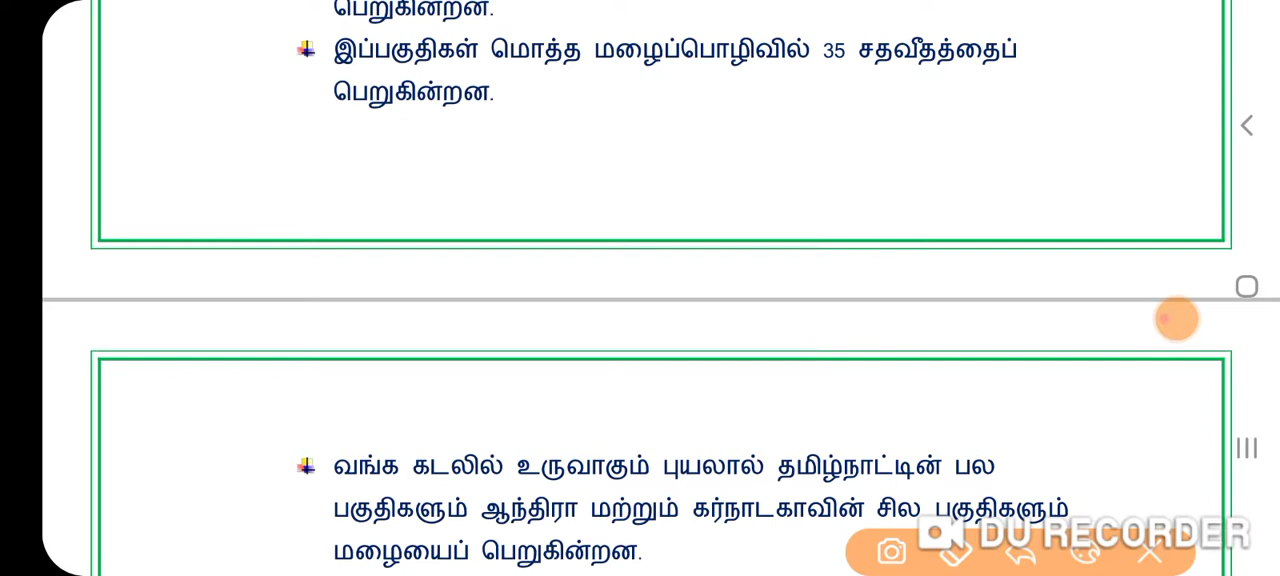 பெறுகின்றன.
இப்பகுதிகள் மொத்த மழைப்பொழிவில் 35 சதவீதத்தைப்
பெறுகின்றன.
வங்க கடலில் உருவாகும் புயலால் தமிழ்நாட்டின் பல
பகுதிகளும் ஆந்திரா மற்றும் கர்நாடகாவின் சில பகுதிகளும்
மழையைப் பெறுகின்றன.
DU RECORDER